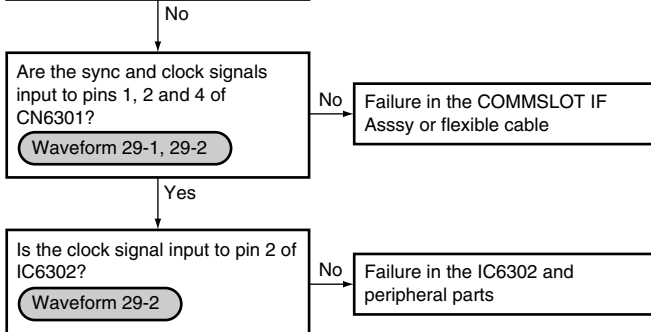 No
Are the sync and clock signals
input to pins 1, 2 and 4 of
CN6301?
Waveform 29-1, 29-2
No
Failure in the COMMSLOT IF
Asssy or flexible cable
Yes
Is the clock signal input to pin 2 of
IC6302?
Waveform 29-2
No
Failure in the IC6302 and
peripheral parts